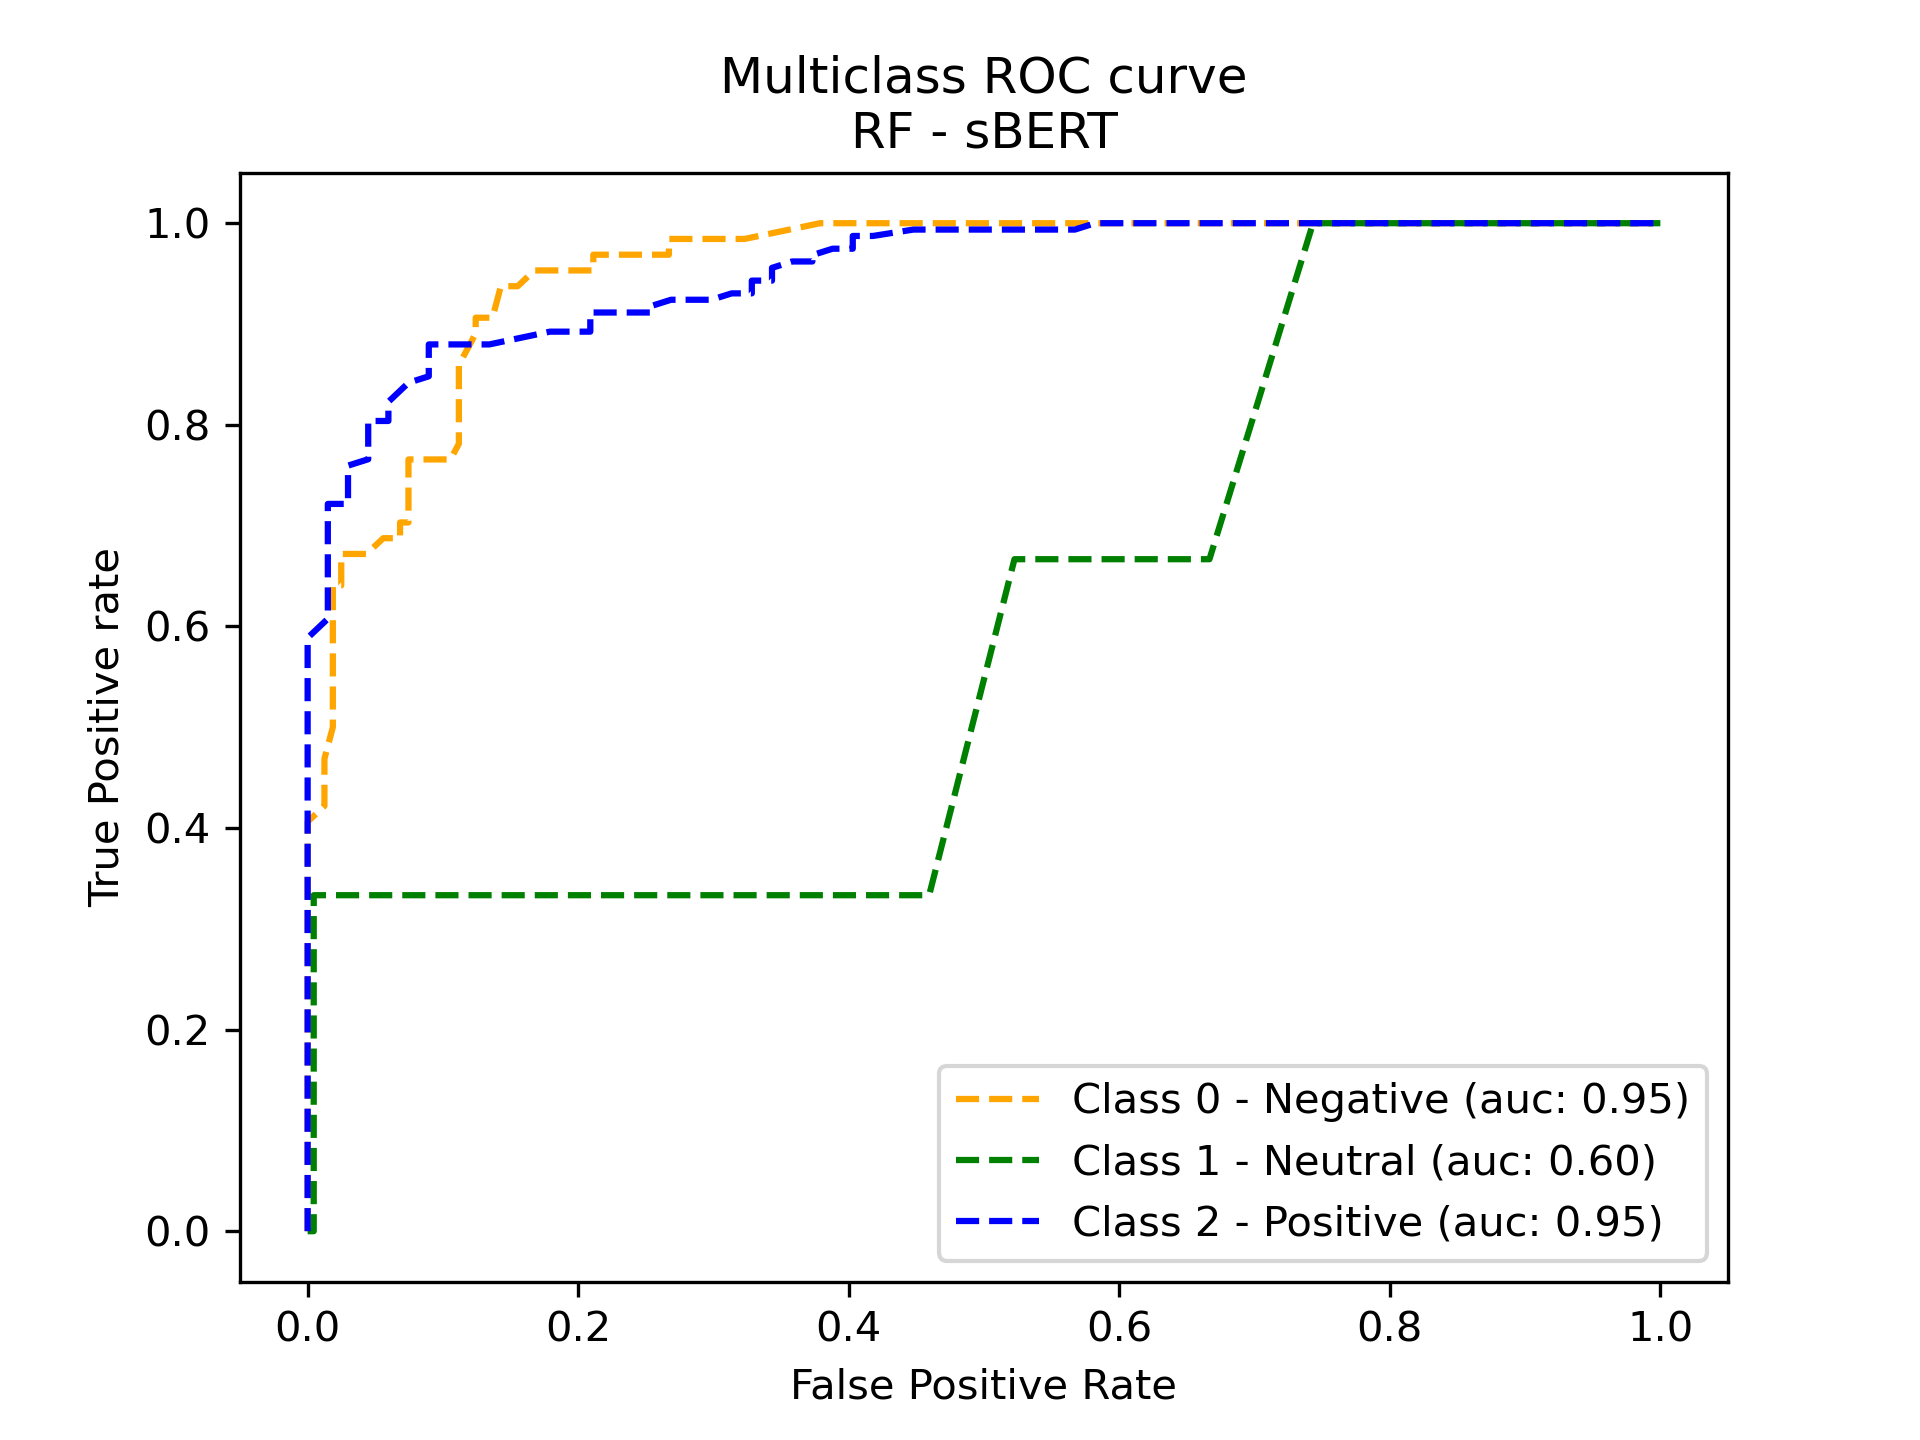 Multiclass ROC curve
RF - sBERT
True Positive rate
1.0
0.8
0.6
0.4
0.2
0.0
Class 0 - Negative (auc: 0.95)
Class 1 - Neutral (auc: 0.60)
Class 2 - Positive (auc: 0.95)
0.0 0.2 0.4 0.6 0.8 1.0
False Positive Rate